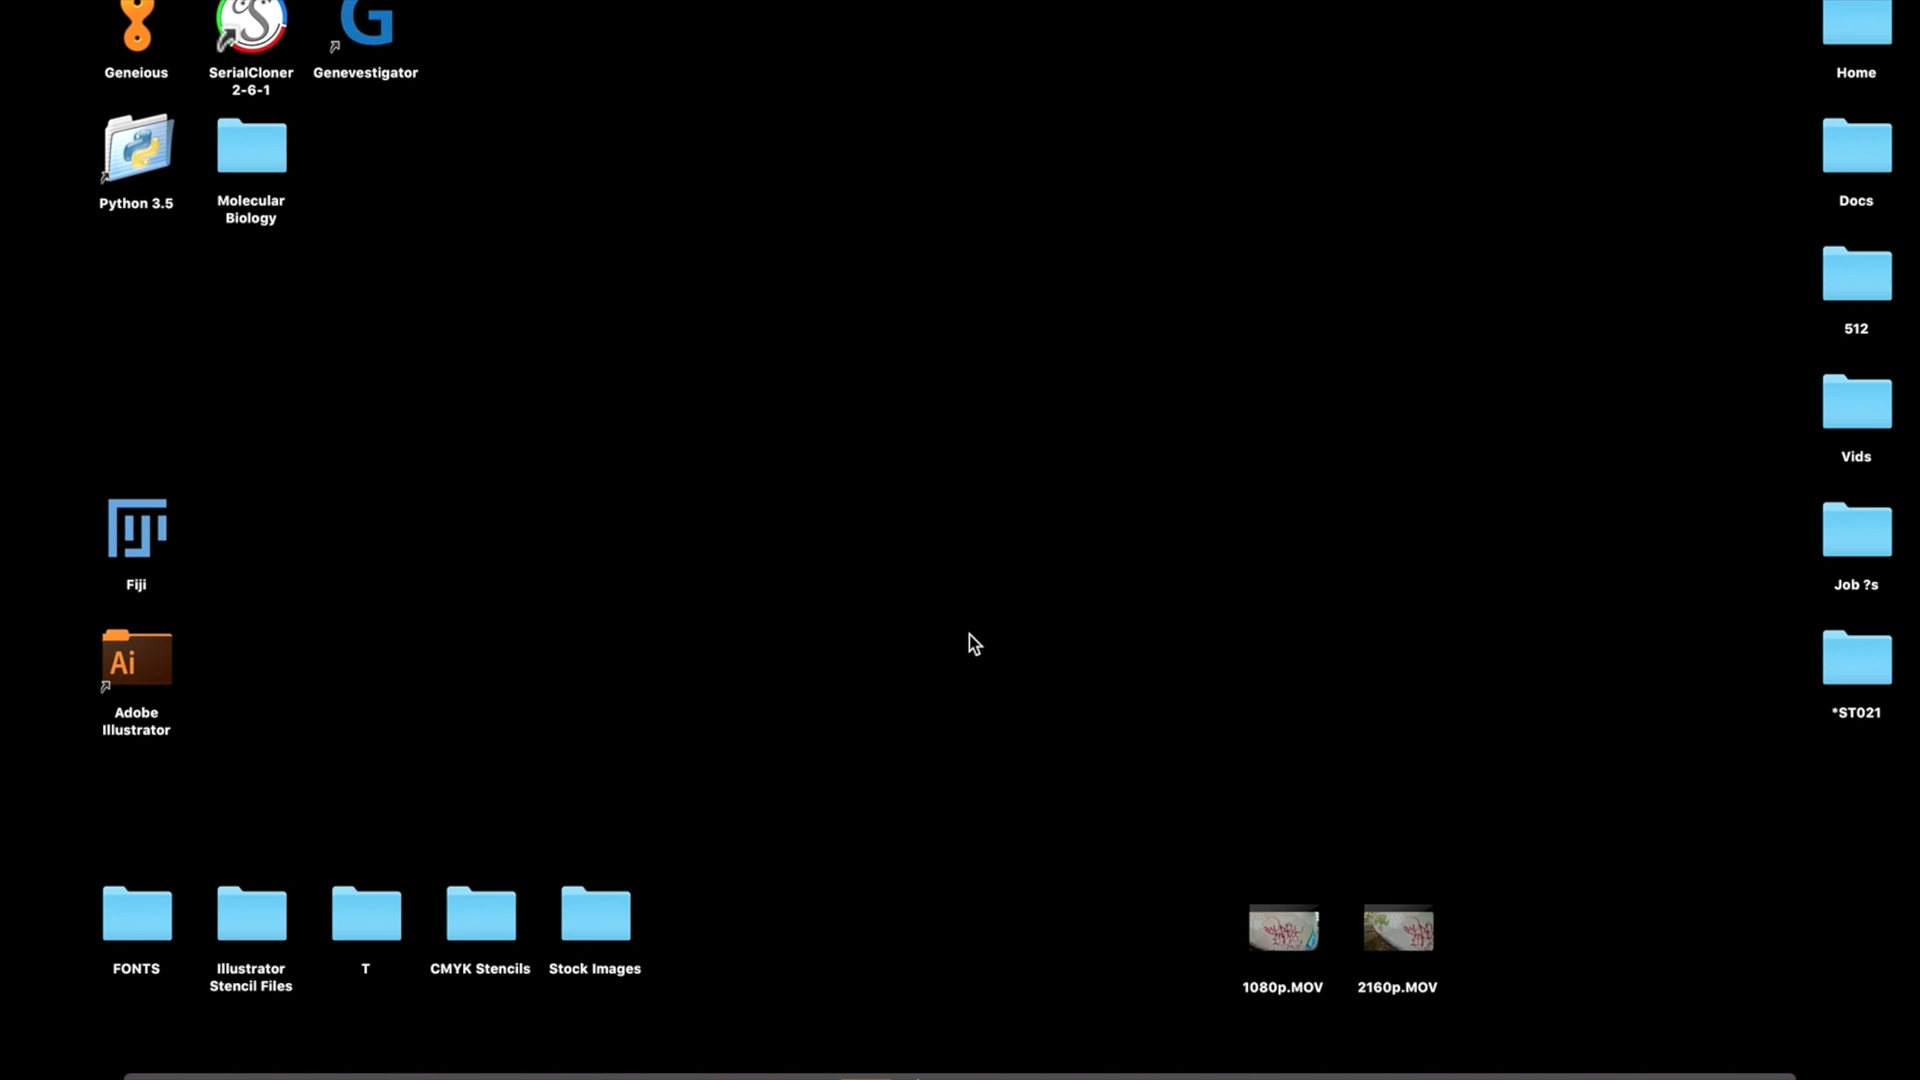 Geneious
SerialCloner
2-6-1
Genevestigator
Home
Python 3.5
Molecular
Biology
Docs
512
Vids
Fiji
Job ?s
Ai
Adobe
Illustrator
*ST021
FONTS
Illustrator
Stencil Files
T
CMYK Stencils
Stock Images
1080p.MOV
2160p.MOV